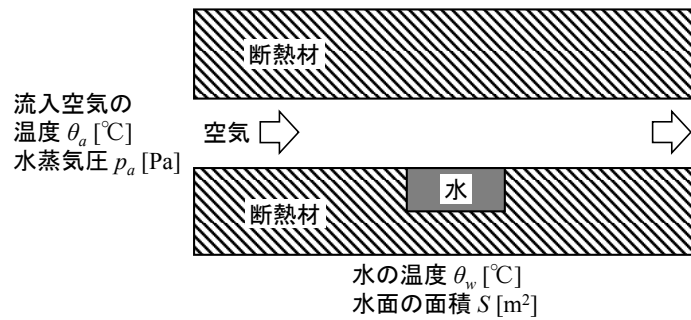 断熱材
流入空気の
温度 θa [℃]
水蒸気圧 pa [Pa]
空気
水
断熱材
水の温度 θw [℃]
水面の面積 S [m²]